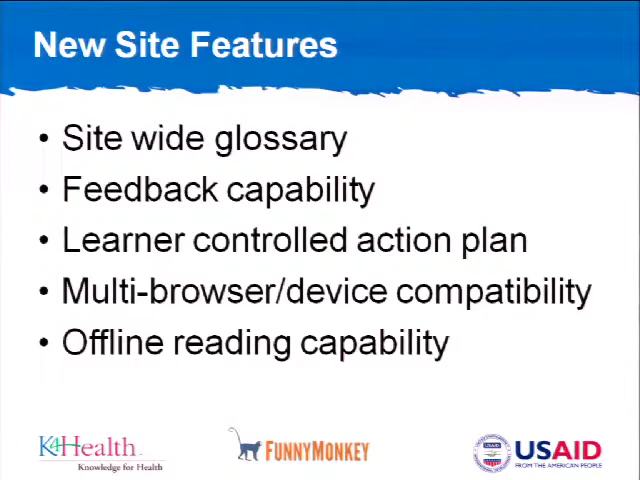 New Site Features
• Site wide glossary
• Feedback capability
• Learner controlled action plan
• Multi-browser/device compatibility
• Offline reading capability
K4Health
Knowledge for Health
FUNNYMONKEY
USAID
FROM THE AMERICAN PEOPLE